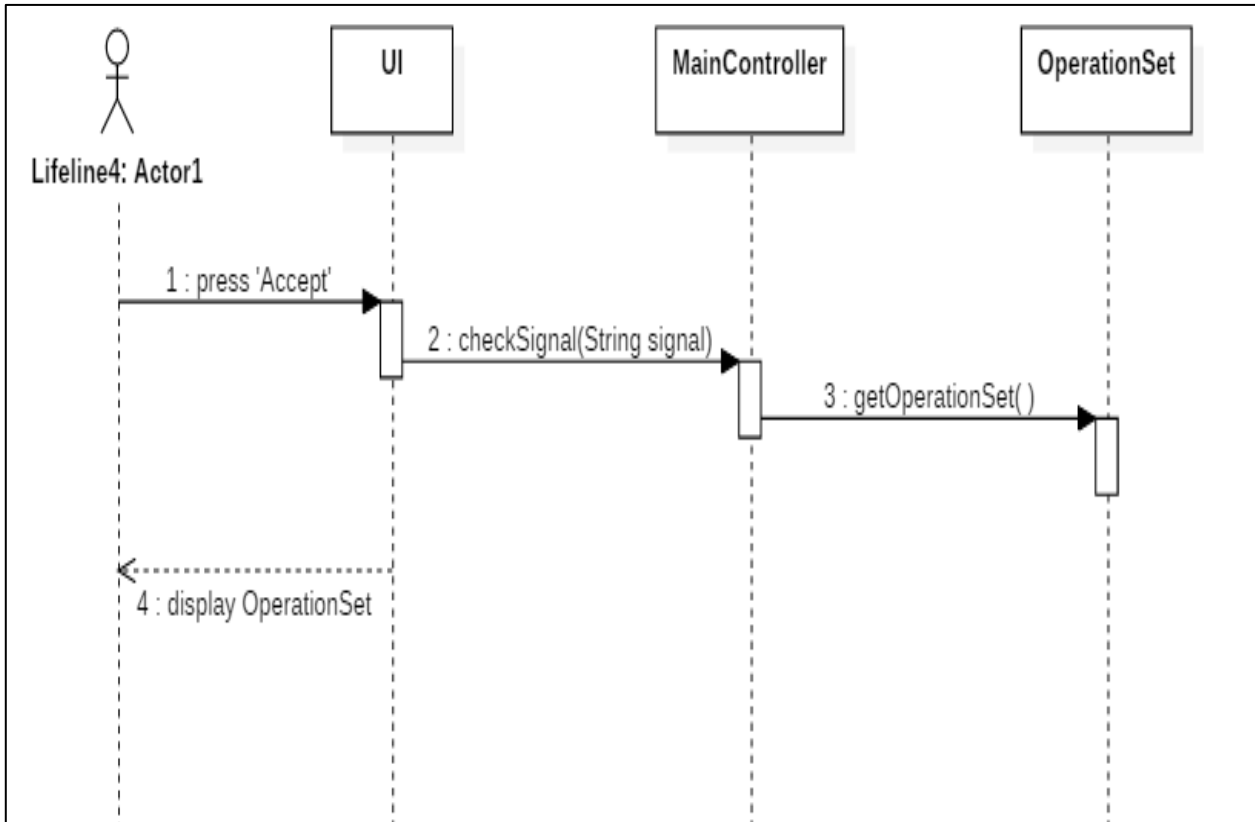 UI
MainController
OperationSet
Lifeline4: Actor1
1 : press 'Accept'
2 : checkSignal(String signal)
3 : getOperationSet( )
4 : display OperationSet